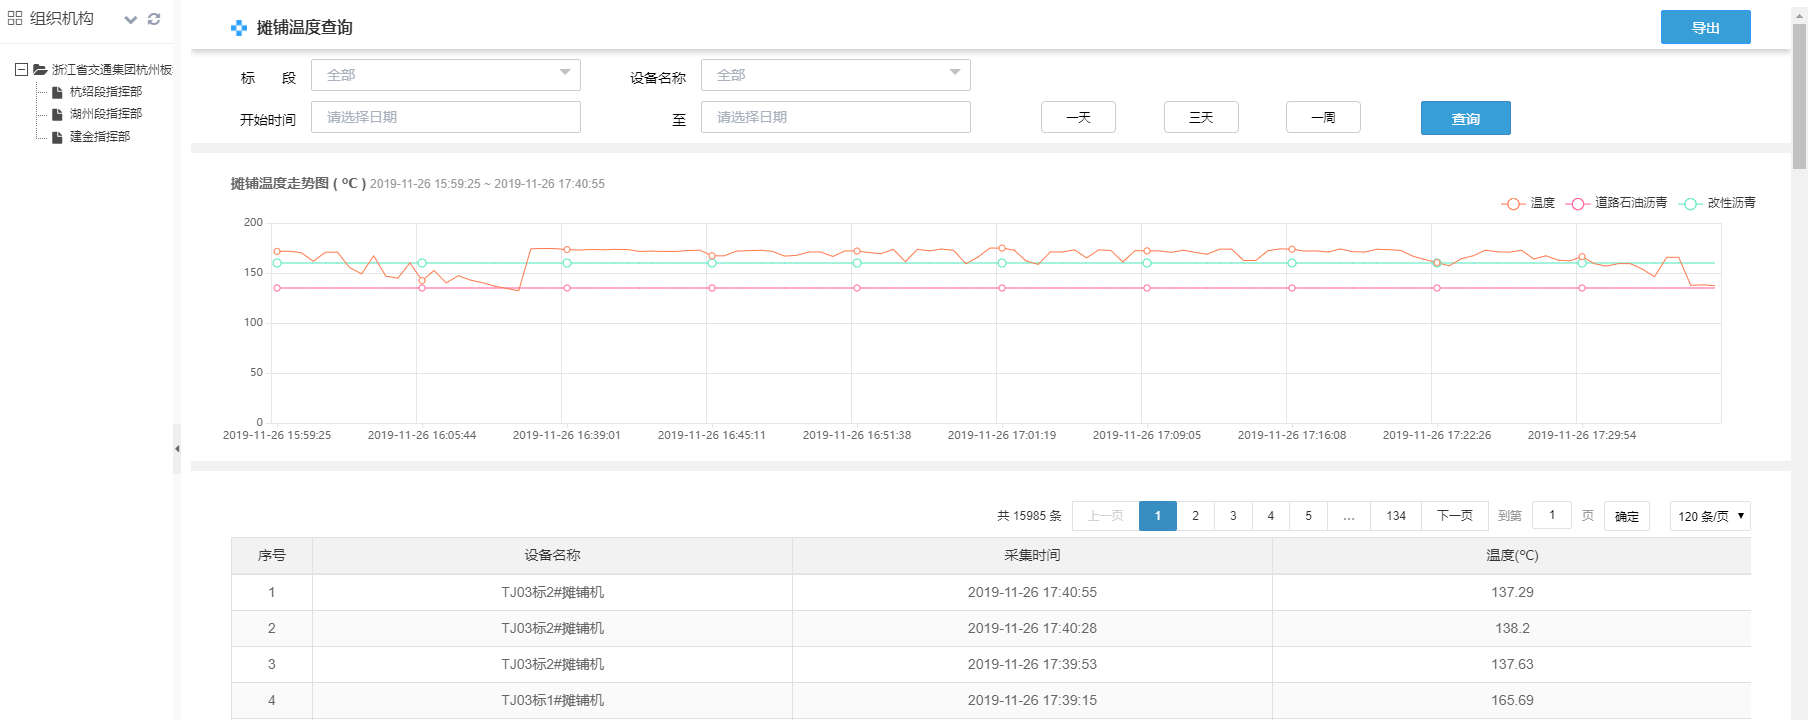 组织机构
浙江省交通集团杭州板
杭绍段指挥部
湖州段指挥部
建金指挥部
摊铺温度查询
导出
标 段 全部 设备名称 全部
开始时间 请选择日期 至 请选择日期 一天 三天 一周 查询
摊铺温度走势图 ( ℃ ) 2019-11-26 15:59:25 ~ 2019-11-26 17:40:55
温度 道路石油沥青 改性沥青
200
150
100
50
0
2019-11-26 15:59:25 2019-11-26 16:05:44 2019-11-26 16:39:01 2019-11-26 16:45:11 2019-11-26 16:51:38 2019-11-26 17:01:19 2019-11-26 17:09:05 2019-11-26 17:16:08 2019-11-26 17:22:26 2019-11-26 17:29:54
共 15985 条 上一页 1 2 3 4 5 … 134 下一页 到第 1 页 确定 120 条/页
序号 设备名称 采集时间 温度(℃)
1 TJ03标2#摊铺机 2019-11-26 17:40:55 137.29
2 TJ03标2#摊铺机 2019-11-26 17:40:28 138.2
3 TJ03标2#摊铺机 2019-11-26 17:39:53 137.63
4 TJ03标1#摊铺机 2019-11-26 17:39:15 165.69